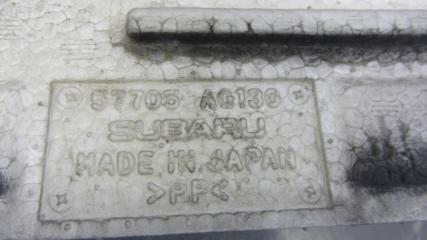 57705 AG130
SUBARU
MADE IN JAPAN
>PP<